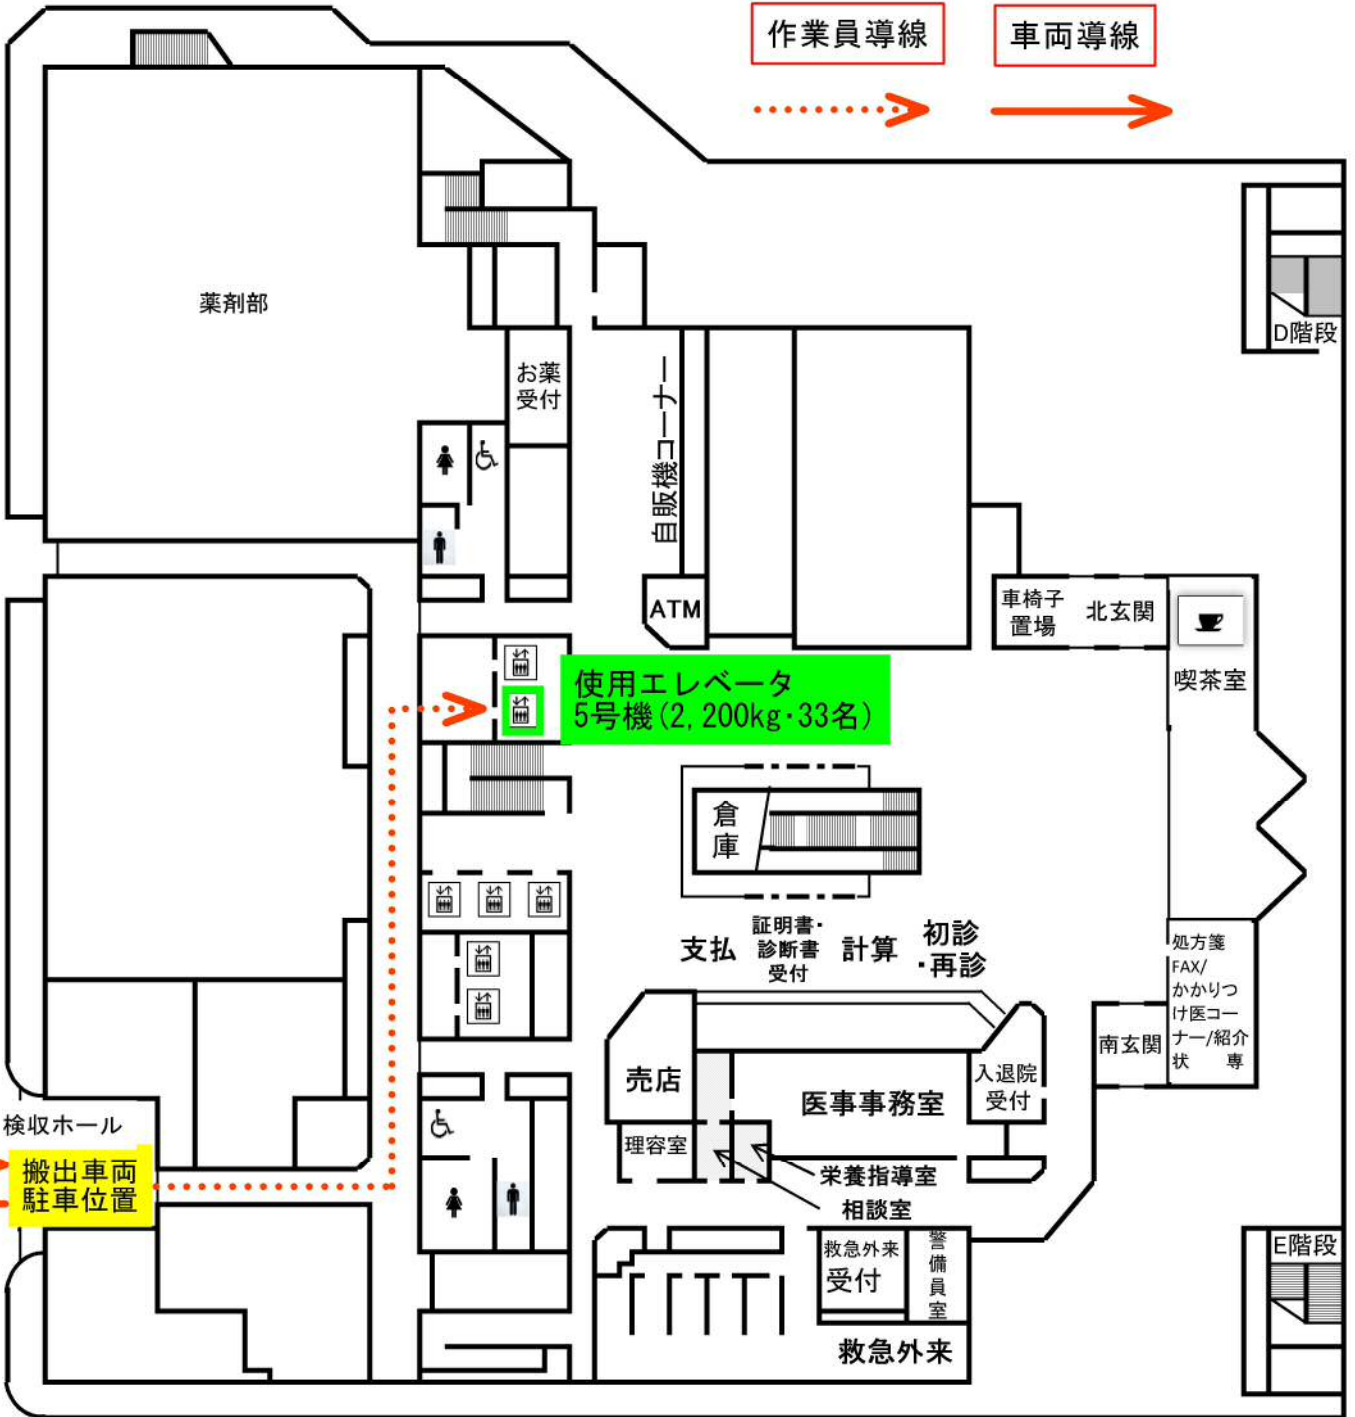 作業員導線
車両導線
薬剤部
D階段
お薬
受付
自販機コーナー
ATM
車椅子
置場
北玄関
喫茶室
使用エレベータ
5号機(2,200kg･33名)
倉
庫
支払
証明書・
診断書
受付
計算
初診
・再診
処方箋
FAX/
かかりつ
け医コー
ナー/紹介
状 専
南玄関
売店
医事事務室
入退院
受付
検収ホール
理容室
搬出車両
駐車位置
栄養指導室
相談室
救急外来
受付
警
備
員
室
E階段
救急外来